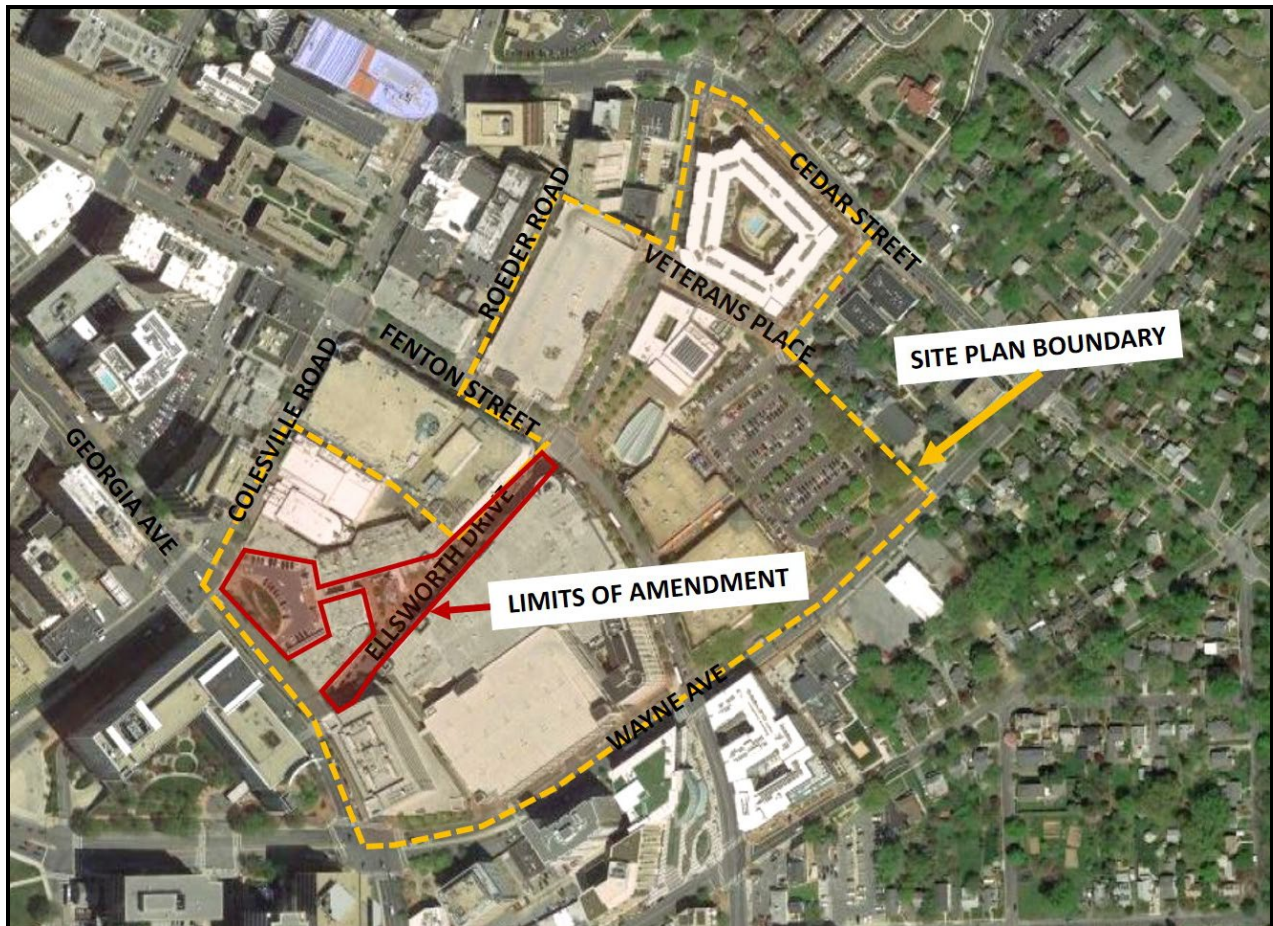 CEDAR STREET
ROEDER ROAD
VETERANS PLACE
SITE PLAN BOUNDARY
FENTON STREET
COLESVILLE ROAD
GEORGIA AVE
ELLSWORTH DRIVE
LIMITS OF AMENDMENT
WAYNE AVE